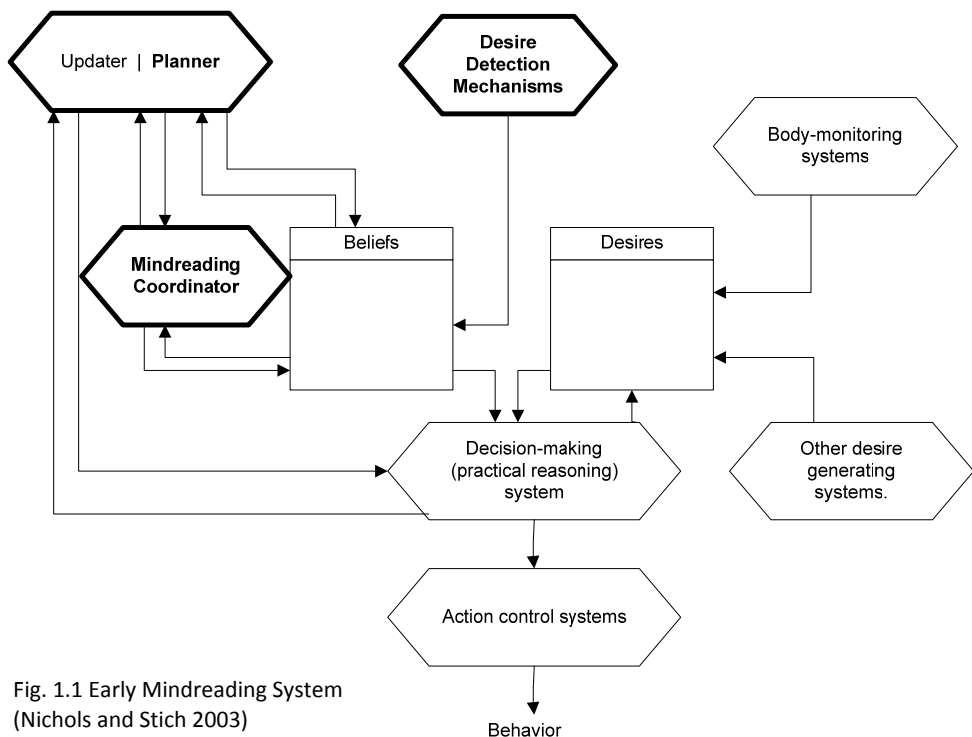 Updater | Planner
Desire
Detection
Mechanisms
Body-monitoring
systems
Mindreading
Coordinator
Beliefs
Desires
Decision-making
(practical reasoning)
system
Other desire
generating
systems.
Action control systems
Fig. 1.1 Early Mindreading System
(Nichols and Stich 2003)
Behavior